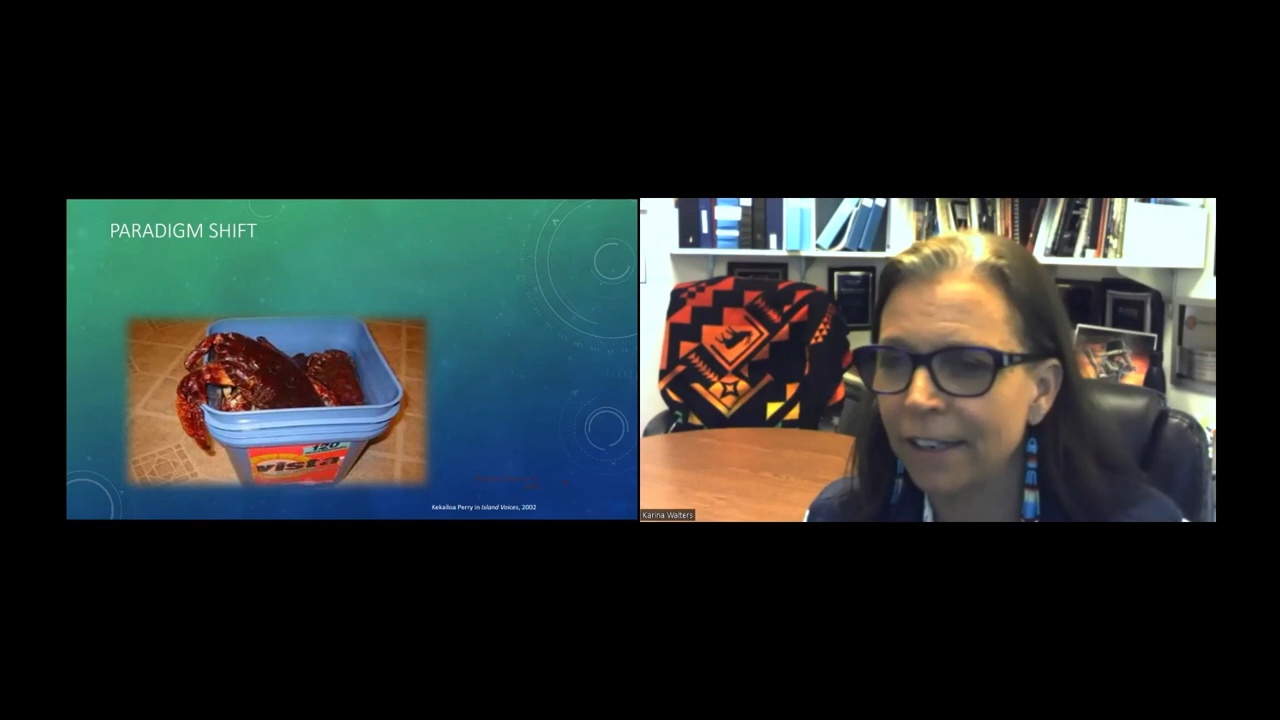 PARADIGM SHIFT
120
vista
Kekailoa Perry in Island Voices, 2002
Karina Walters